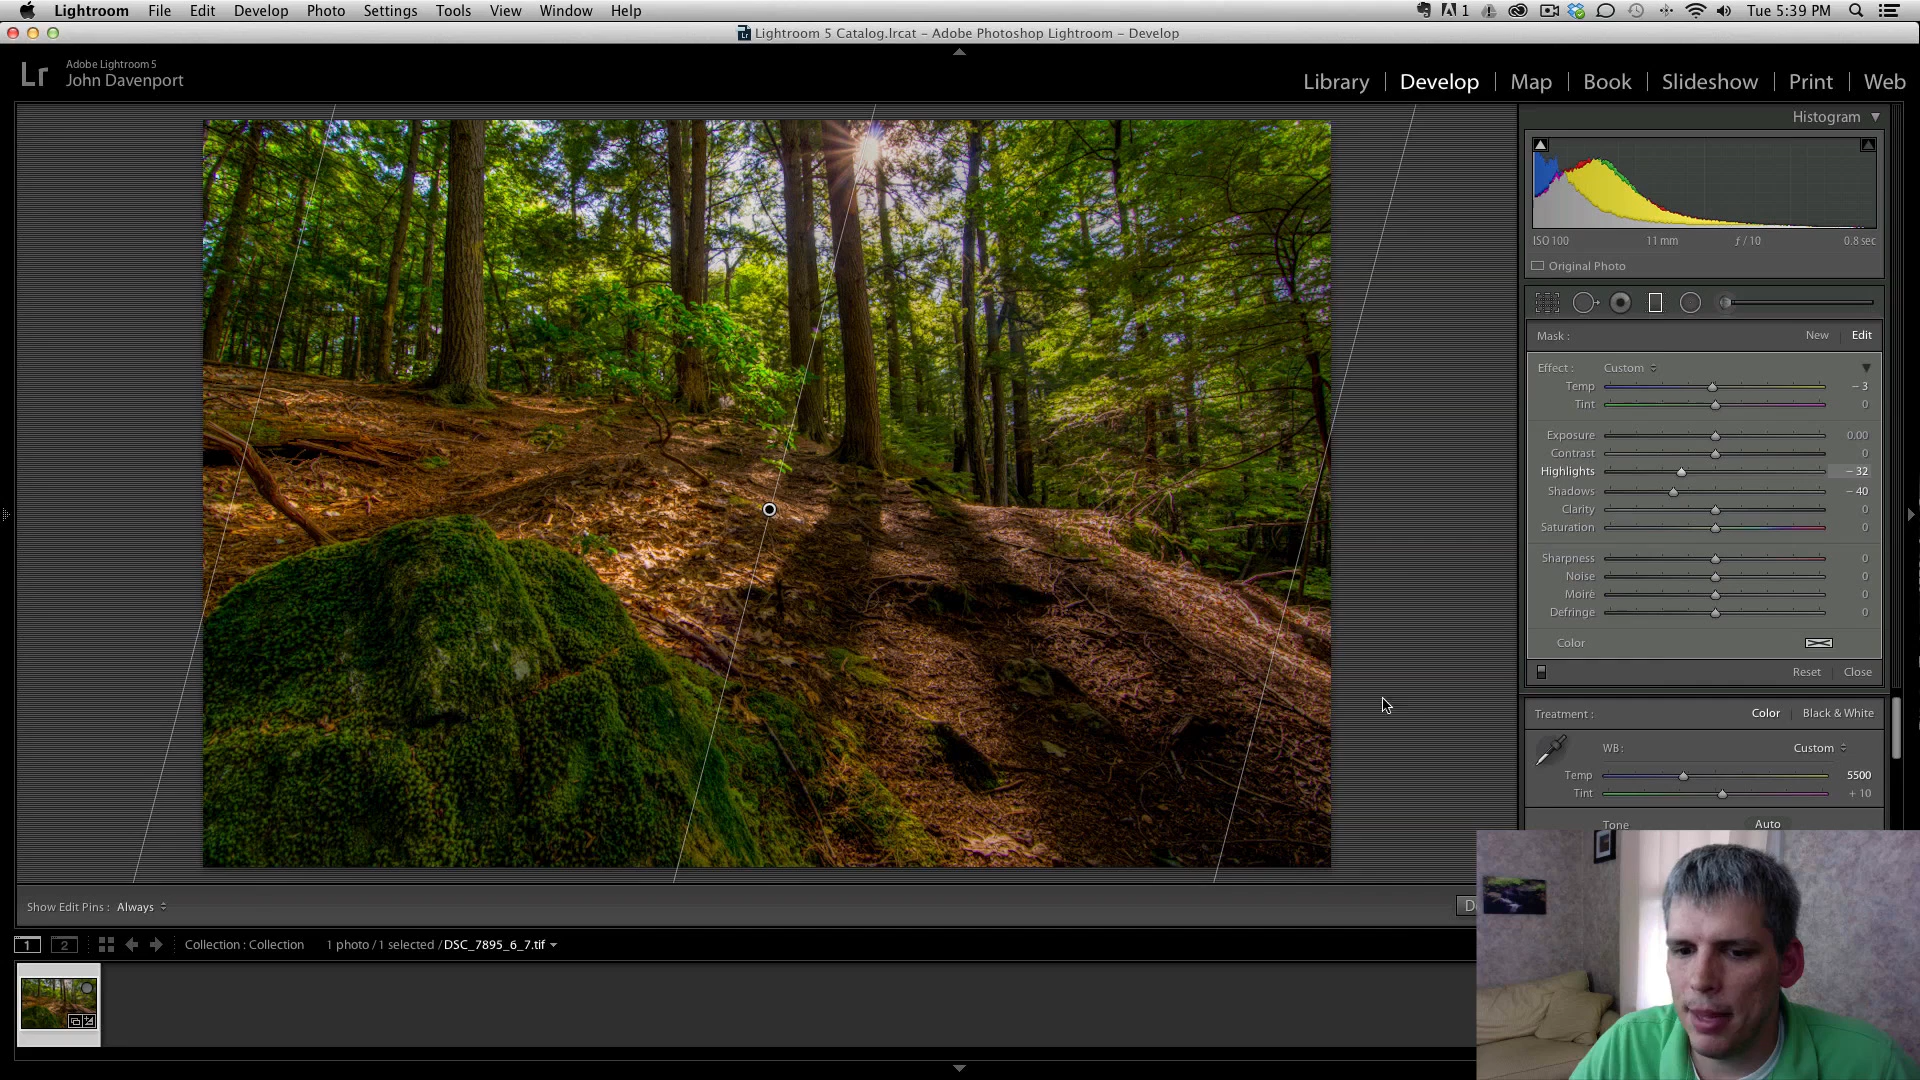 Lightroom File Edit Develop Photo Settings Tools View Window Help 1 Tue 5:39 PM
Lightroom 5 Catalog.lrcat – Adobe Photoshop Lightroom – Develop
Lr Adobe Lightroom 5
John Davenport
Library | Develop | Map | Book | Slideshow | Print | Web
Histogram
ISO 100 11 mm ƒ / 10 0.8 sec
Original Photo
Mask : New Edit
Effect : Custom
Temp – 3
Tint 0
Exposure 0.00
Contrast 0
Highlights – 32
Shadows – 40
Clarity 0
Saturation 0
Sharpness 0
Noise 0
Moiré 0
Defringe 0
Color
Reset Close
Treatment : Color | Black & White
WB : Custom
Temp 5500
Tint + 10
Tone Auto
Show Edit Pins : Always
1 2 Collection : Collection 1 photo / 1 selected / DSC_7895_6_7.tif